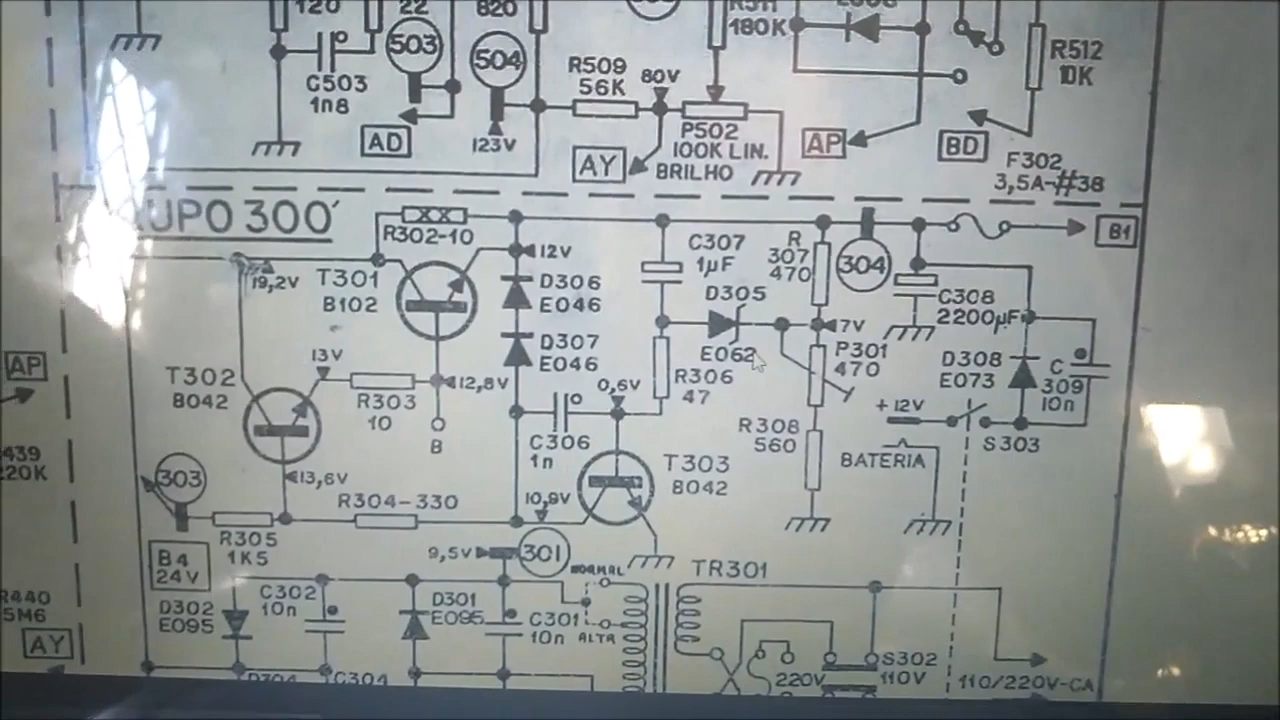 120
22
820
R311
180K
503
504
C503
1n8
AD
123V
R509
56K
80V
AY
P502
100K LIN.
BRILHO
AP
BD
R512
10K
F302
3,5A-#38
UPO 300'
R302-10
19,2V
T301
B102
12V
D306
E046
D307
E046
C307
1µF
R
307
470
304
B1
D305
E062
7V
C308
2200µF
P301
470
D308
E073
C
309
10n
AP
T302
B042
13V
R303
10
12,8V
B
0,6V
R306
47
C306
1n
T303
B042
R308
560
+12V
BATERIA
S303
439
220K
303
13,6V
R304-330
R305
1K5
10,9V
301
9,5V
B4
24V
NORMAL
TR301
R440
5M6
AY
D302
E095
C302
10n
D301
E095
C301
10n
ALTA
S302
110V
220V
110/220V-CA
D304
C304